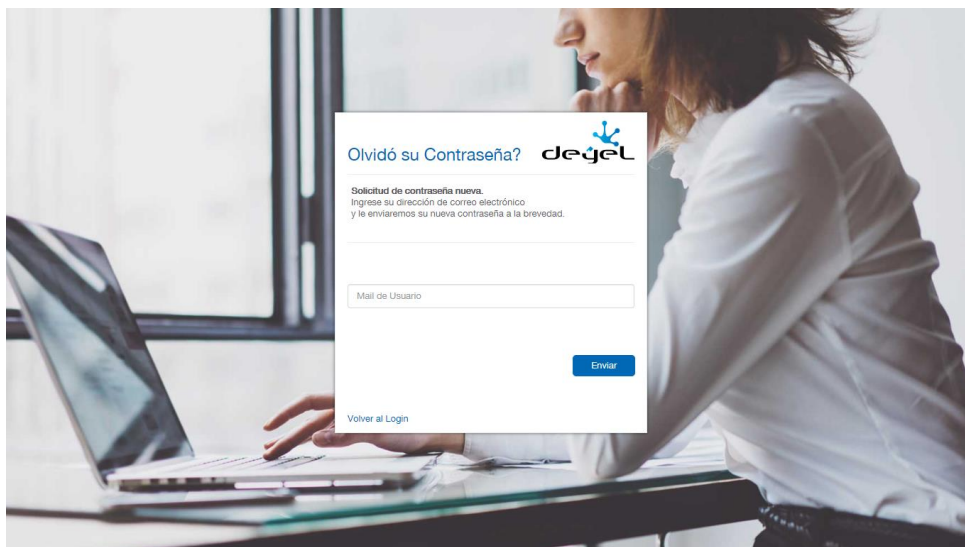 Olvidó su Contraseña?
deyel
Solicitud de contraseña nueva.
Ingrese su dirección de correo electrónico
y le enviaremos su nueva contraseña a la brevedad.
Mail de Usuario
Enviar
Volver al Login